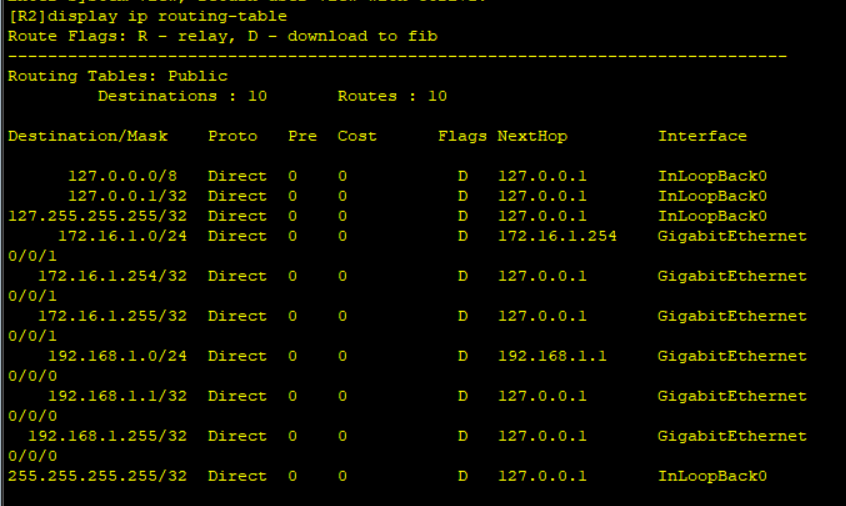 [R2]display ip routing-table
Route Flags: R - relay, D - download to fib
------------------------------------------------------------------------------
Routing Tables: Public
         Destinations : 10       Routes : 10

Destination/Mask    Proto   Pre  Cost      Flags NextHop         Interface

      127.0.0.0/8   Direct  0    0           D   127.0.0.1       InLoopBack0
      127.0.0.1/32  Direct  0    0           D   127.0.0.1       InLoopBack0
127.255.255.255/32  Direct  0    0           D   127.0.0.1       InLoopBack0
     172.16.1.0/24  Direct  0    0           D   172.16.1.254    GigabitEthernet
0/0/1
   172.16.1.254/32  Direct  0    0           D   127.0.0.1       GigabitEthernet
0/0/1
   172.16.1.255/32  Direct  0    0           D   127.0.0.1       GigabitEthernet
0/0/1
    192.168.1.0/24  Direct  0    0           D   192.168.1.1     GigabitEthernet
0/0/0
    192.168.1.1/32  Direct  0    0           D   127.0.0.1       GigabitEthernet
0/0/0
  192.168.1.255/32  Direct  0    0           D   127.0.0.1       GigabitEthernet
0/0/0
255.255.255.255/32  Direct  0    0           D   127.0.0.1       InLoopBack0